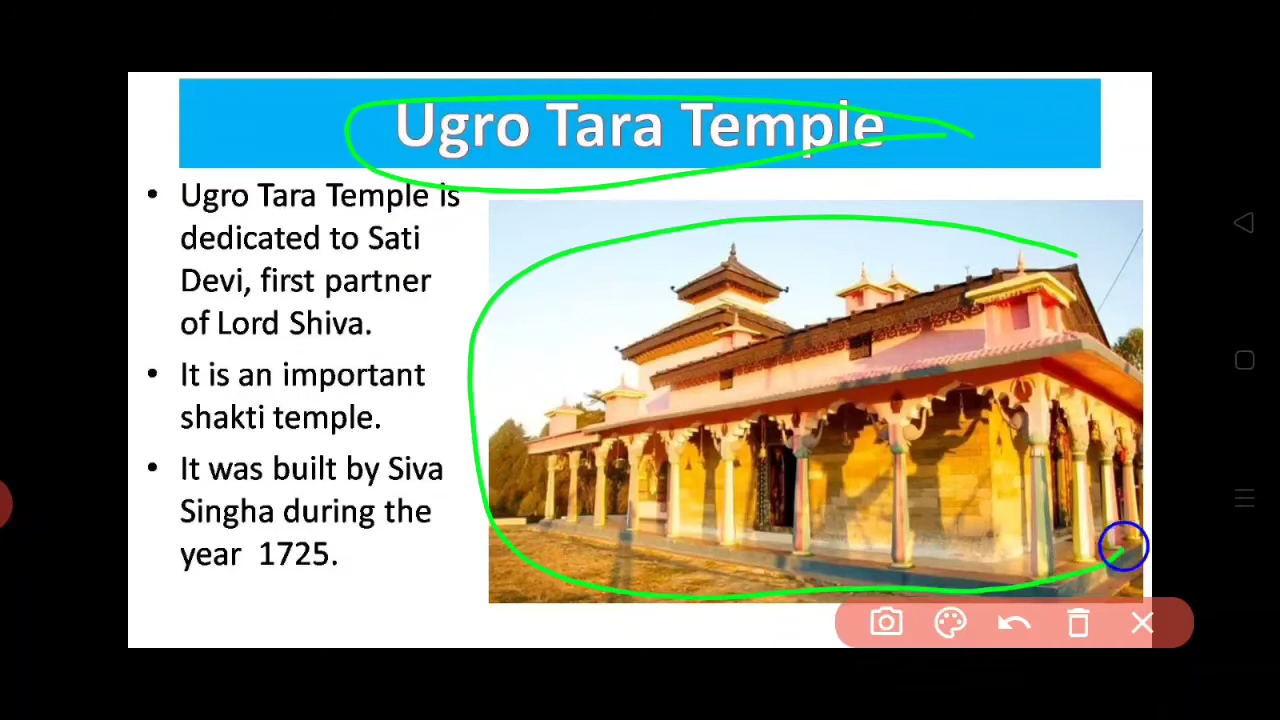 Ugro Tara Temple
• Ugro Tara Temple is
dedicated to Sati
Devi, first partner
of Lord Shiva.
• It is an important
shakti temple.
• It was built by Siva
Singha during the
year 1725.